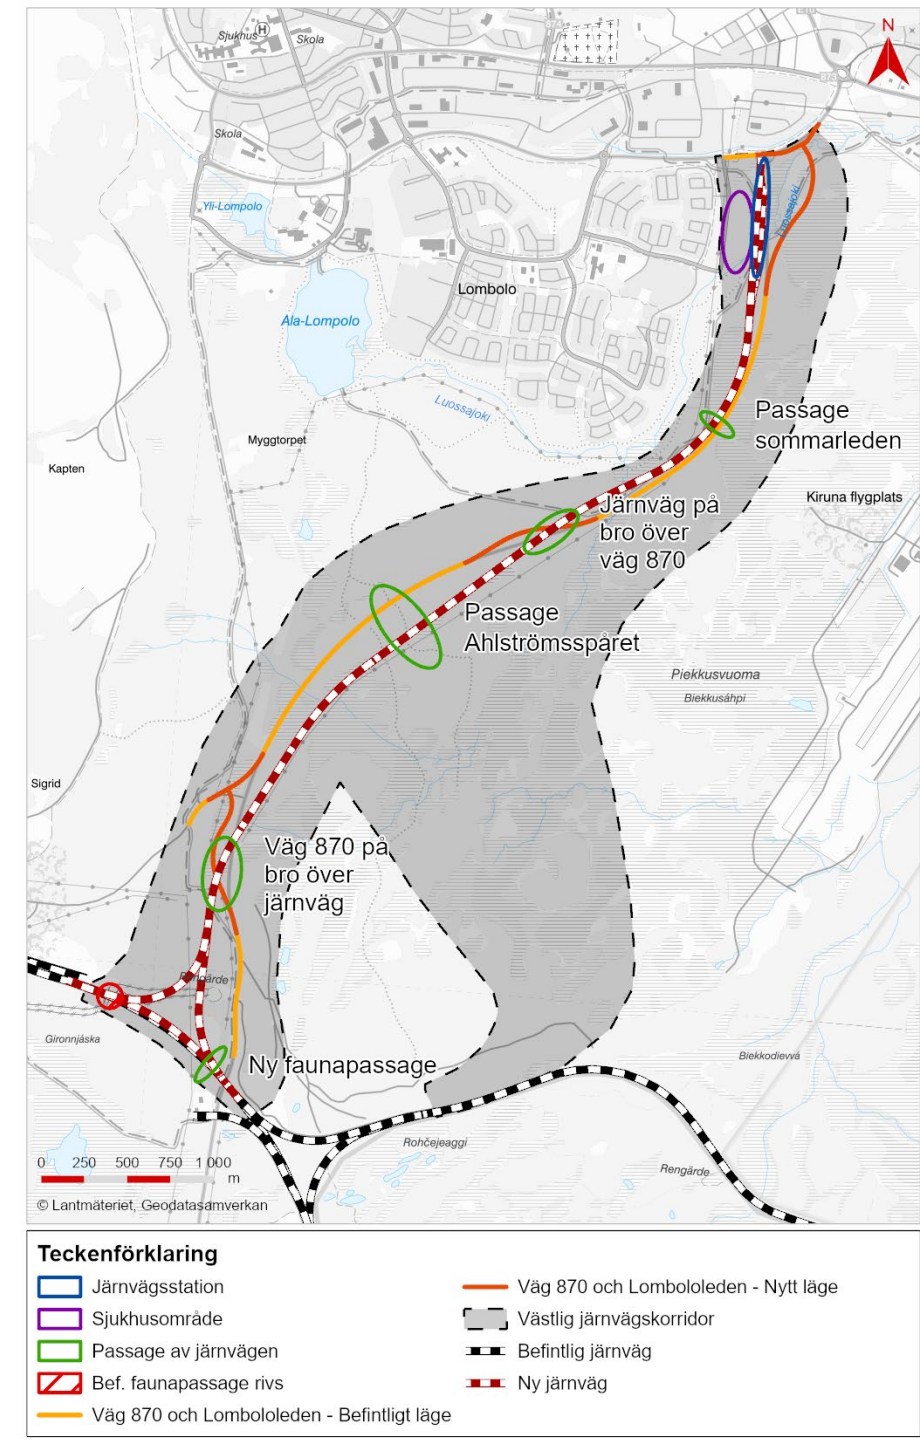 N
Sjukhus
H
Skola
Skola
Yli-Lompolo
Luossajoki
Lombolo
Ala-Lompolo
Luossajoki
Passage
sommarleden
Myggtorpet
Kapten
Kiruna flygplats
Järnväg på
bro över
väg 870
Passage
Ahlströmsspåret
Piekkusvuoma
Biekkusáhpi
Sigrid
Väg 870 på
bro över
järnväg
Rengärde
Gironnjáska
Ny faunapassage
Biekkodievvá
Rohčejeaggi
Rengärde
0 250 500 750 1 000
m
© Lantmäteriet, Geodatasamverkan
Teckenförklaring
Järnvägsstation
Sjukhusområde
Passage av järnvägen
Bef. faunapassage rivs
Väg 870 och Lombololeden - Befintligt läge
Väg 870 och Lombololeden - Nytt läge
Västlig järnvägskorridor
Befintlig järnväg
Ny järnväg